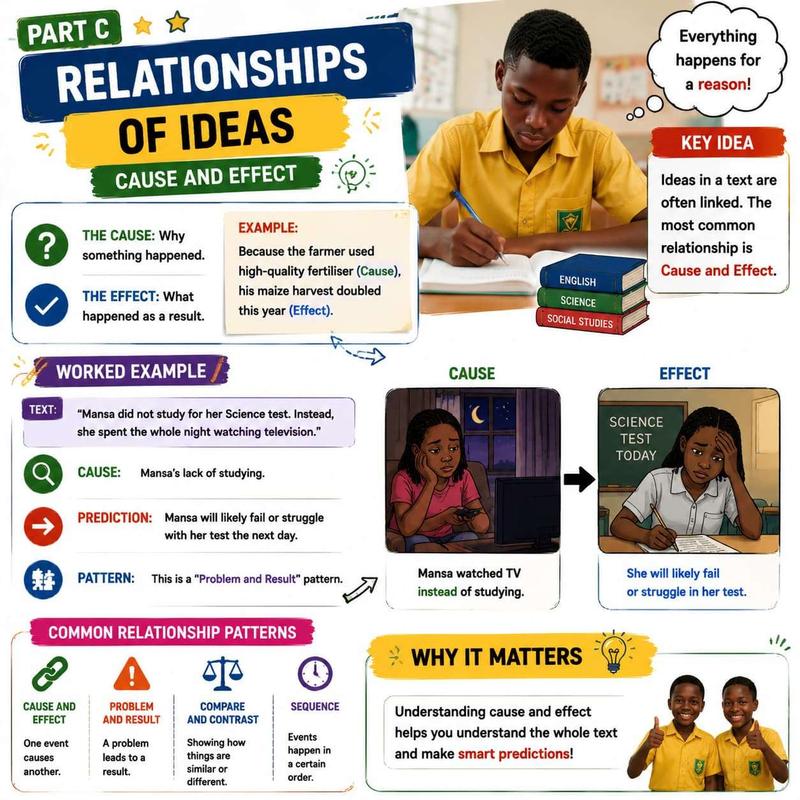 PART C
RELATIONSHIPS
OF IDEAS
CAUSE AND EFFECT
Everything
happens for
a reason!
KEY IDEA
Ideas in a text are
often linked. The
most common
relationship is
Cause and Effect.
ENGLISH
SCIENCE
SOCIAL STUDIES
?
THE CAUSE: Why
something happened.
THE EFFECT: What
happened as a result.
EXAMPLE:
Because the farmer used
high-quality fertiliser (Cause),
his maize harvest doubled
this year (Effect).
WORKED EXAMPLE
TEXT:
“Mansa did not study for her Science test. Instead,
she spent the whole night watching television.”
CAUSE: Mansa's lack of studying.
PREDICTION: Mansa will likely fail or struggle
with her test the next day.
PATTERN: This is a “Problem and Result” pattern.
CAUSE
Mansa watched TV
instead of studying.
EFFECT
SCIENCE
TEST
TODAY
She will likely fail
or struggle in her test.
COMMON RELATIONSHIP PATTERNS
CAUSE AND
EFFECT
One event
causes
another.
PROBLEM
AND RESULT
A problem
leads to a
result.
COMPARE
AND CONTRAST
Showing how
things are
similar or
different.
SEQUENCE
Events
happen in
a certain
order.
WHY IT MATTERS
Understanding cause and effect
helps you understand the whole text
and make smart predictions!